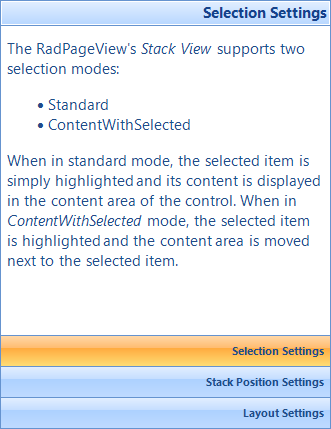 Selection Settings
The RadPageView's Stack View supports two
selection modes:
• Standard
• ContentWithSelected
When in standard mode, the selected item is
simply highlighted and its content is displayed
in the content area of the control. When in
ContentWithSelected mode, the selected item
is highlighted and the content area is moved
next to the selected item.
Selection Settings
Stack Position Settings
Layout Settings